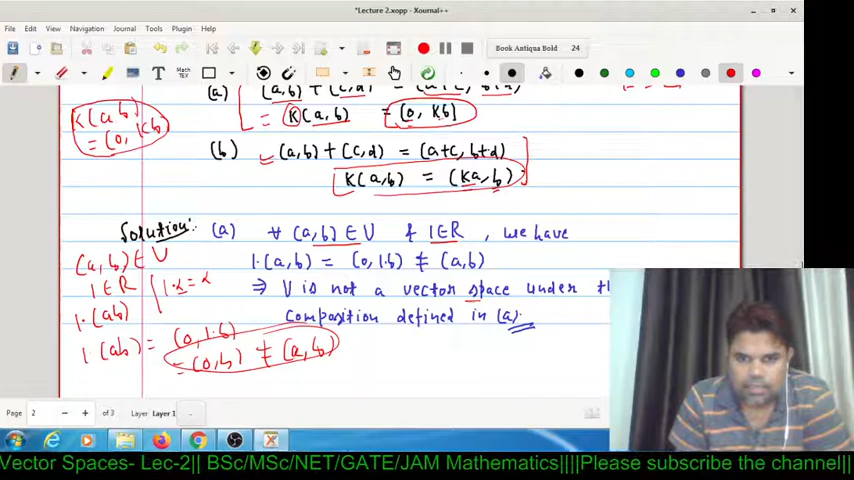 *Lecture 2.xopp - Xournal++
File Edit View Navigation Journal Tools Plugin Help
Book Antiqua Bold 24
(a) (a,b) + (c,d) = (a+c, b+d)
= K(a,b) = (0, Kb)
K(a b)
= (0, Kb)
(b) = (a,b) + (c,d) = (a+c, b+d)
K(a,b) = (Ka, b)
Solution: (a) ∀ (a,b) ∈ V & 1∈R, we have
1·(a,b) = (0, 1·b) ≠ (a,b)
⇒ V is not a vector space under th
composition defined in (a).
(a,b) ∈ V
1∈R
1·α = α
1·(ab)
1 (ab) = (0, 1·b)
= (0,b) ≠ (a,b)
Page 2 of 3 Layer Layer 1
Vector Spaces- Lec-2|| BSc/MSc/NET/GATE/JAM Mathematics||||Please subscribe the channel||